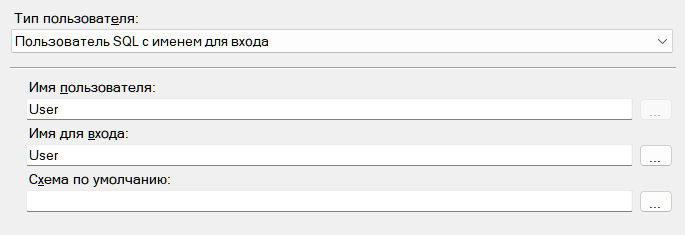 Тип пользователя:
Пользователь SQL с именем для входа
Имя пользователя:
User
...
Имя для входа:
User
...
Схема по умолчанию:
...